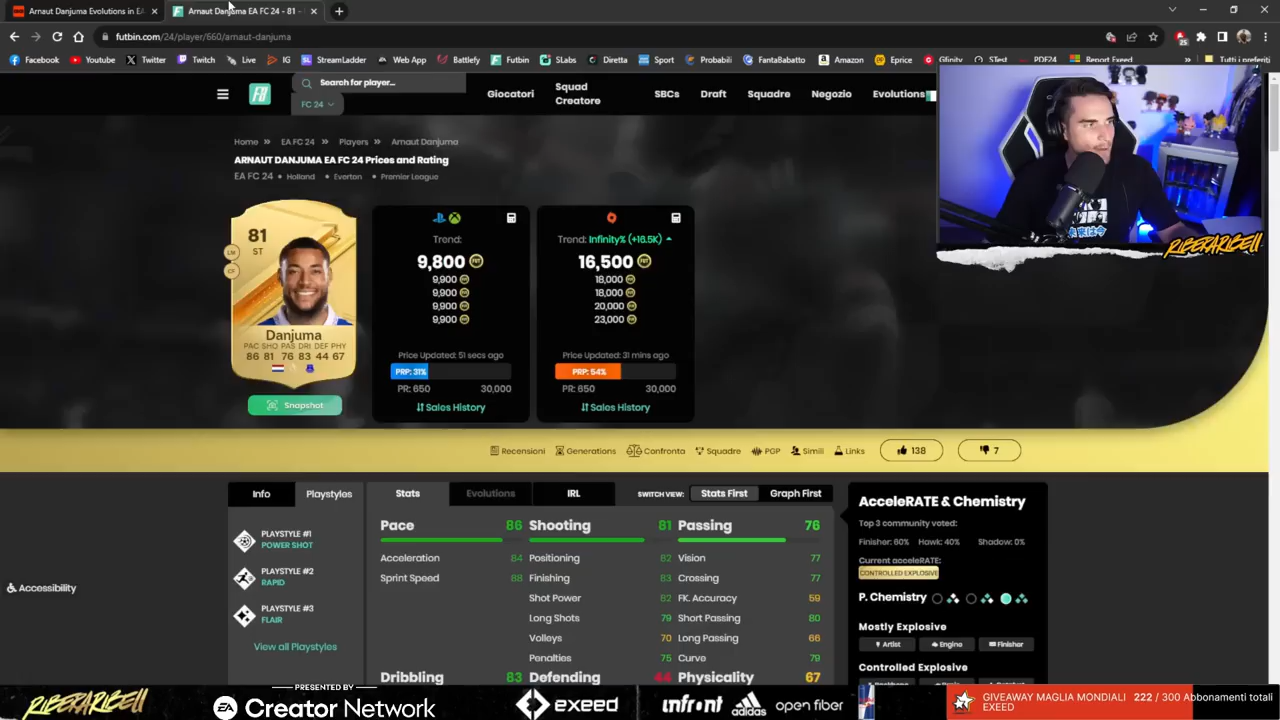 Arnaut Danjuma Evolutions in EA
Arnaut Danjuma EA FC 24 - 81 -
futbin.com/24/player/660/arnaut-danjuma
Facebook Youtube Twitter Twitch Live IG StreamLadder Web App Battlefy Futbin SLabs Diretta Sport Probabili FantaBabatto Amazon Eprice Gfinity STest PDF24 Report Exeed Tutti i preferiti
Search for player...
FC 24
Giocatori Squad Creatore SBCs Draft Squadre Negozio Evolutions
Home » EA FC 24 » Players » Arnaut Danjuma
ARNAUT DANJUMA EA FC 24 Prices and Rating
EA FC 24 • Holland • Everton • Premier League
81
ST
LM
CF
Danjuma
PAC SHO PAS DRI DEF PHY
86 81 76 83 44 67
Snapshot
Trend:
9,800
9,900
9,900
9,900
9,900
Price Updated: 51 secs ago
PRP: 31%
PR: 650 30,000
Sales History
Trend: Infinity% (+16.5K)
16,500
18,000
18,000
20,000
23,000
Price Updated: 31 mins ago
PRP: 54%
PR: 650 30,000
Sales History
RIBERARIBELL
Recensioni Generations Confronta Squadre PGP Simili Links 138 7
Info Playstyles
PLAYSTYLE #1
POWER SHOT
PLAYSTYLE #2
RAPID
PLAYSTYLE #3
FLAIR
View all Playstyles
Accessibility
Stats Evolutions IRL SWITCH VIEW: Stats First Graph First
Pace 86 Shooting 81 Passing 76
Acceleration 84 Positioning 82 Vision 77
Sprint Speed 88 Finishing 83 Crossing 77
Shot Power 82 FK. Accuracy 59
Long Shots 79 Short Passing 80
Volleys 70 Long Passing 66
Penalties 75 Curve 79
Dribbling 83 Defending 44 Physicality 67
AcceleRATE & Chemistry
Top 3 community voted:
Finisher: 60% Hawk: 40% Shadow: 0%
Current acceleRATE:
CONTROLLED EXPLOSIVE
P. Chemistry
Mostly Explosive
Artist Engine Finisher
Controlled Explosive
PRESENTED BY
EA Creator Network exeed infront adidas open fiber
GIVEAWAY MAGLIA MONDIALI EXEED
222 / 300 Abbonamenti totali